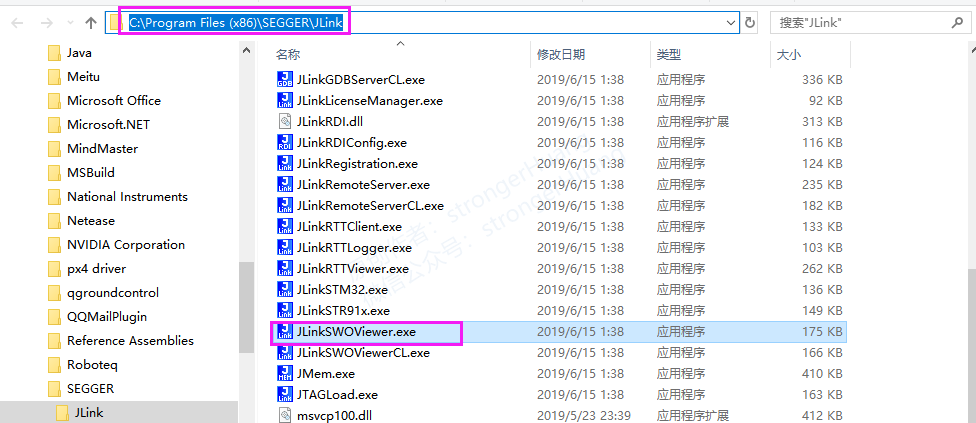 C:\Program Files (x86)\SEGGER\JLink
搜索"JLink"
Java
Meitu
Microsoft Office
Microsoft.NET
MindMaster
MSBuild
National Instruments
Netease
NVIDIA Corporation
px4 driver
qgroundcontrol
QQMailPlugin
Reference Assemblies
Roboteq
SEGGER
JLink
名称 修改日期 类型 大小
JLinkGDBServerCL.exe 2019/6/15 1:38 应用程序 336 KB
JLinkLicenseManager.exe 2019/6/15 1:38 应用程序 92 KB
JLinkRDI.dll 2019/6/15 1:38 应用程序扩展 313 KB
JLinkRDIConfig.exe 2019/6/15 1:38 应用程序 116 KB
JLinkRegistration.exe 2019/6/15 1:38 应用程序 124 KB
JLinkRemoteServer.exe 2019/6/15 1:38 应用程序 235 KB
JLinkRemoteServerCL.exe 2019/6/15 1:38 应用程序 182 KB
JLinkRTTClient.exe 2019/6/15 1:38 应用程序 133 KB
JLinkRTTLogger.exe 2019/6/15 1:38 应用程序 103 KB
JLinkRTTViewer.exe 2019/6/15 1:38 应用程序 262 KB
JLinkSTM32.exe 2019/6/15 1:38 应用程序 136 KB
JLinkSTR91x.exe 2019/6/15 1:38 应用程序 149 KB
JLinkSWOViewer.exe 2019/6/15 1:38 应用程序 175 KB
JLinkSWOViewerCL.exe 2019/6/15 1:38 应用程序 166 KB
JMem.exe 2019/6/15 1:38 应用程序 410 KB
JTAGLoad.exe 2019/6/15 1:38 应用程序 163 KB
msvcp100.dll 2019/5/23 23:39 应用程序扩展 412 KB